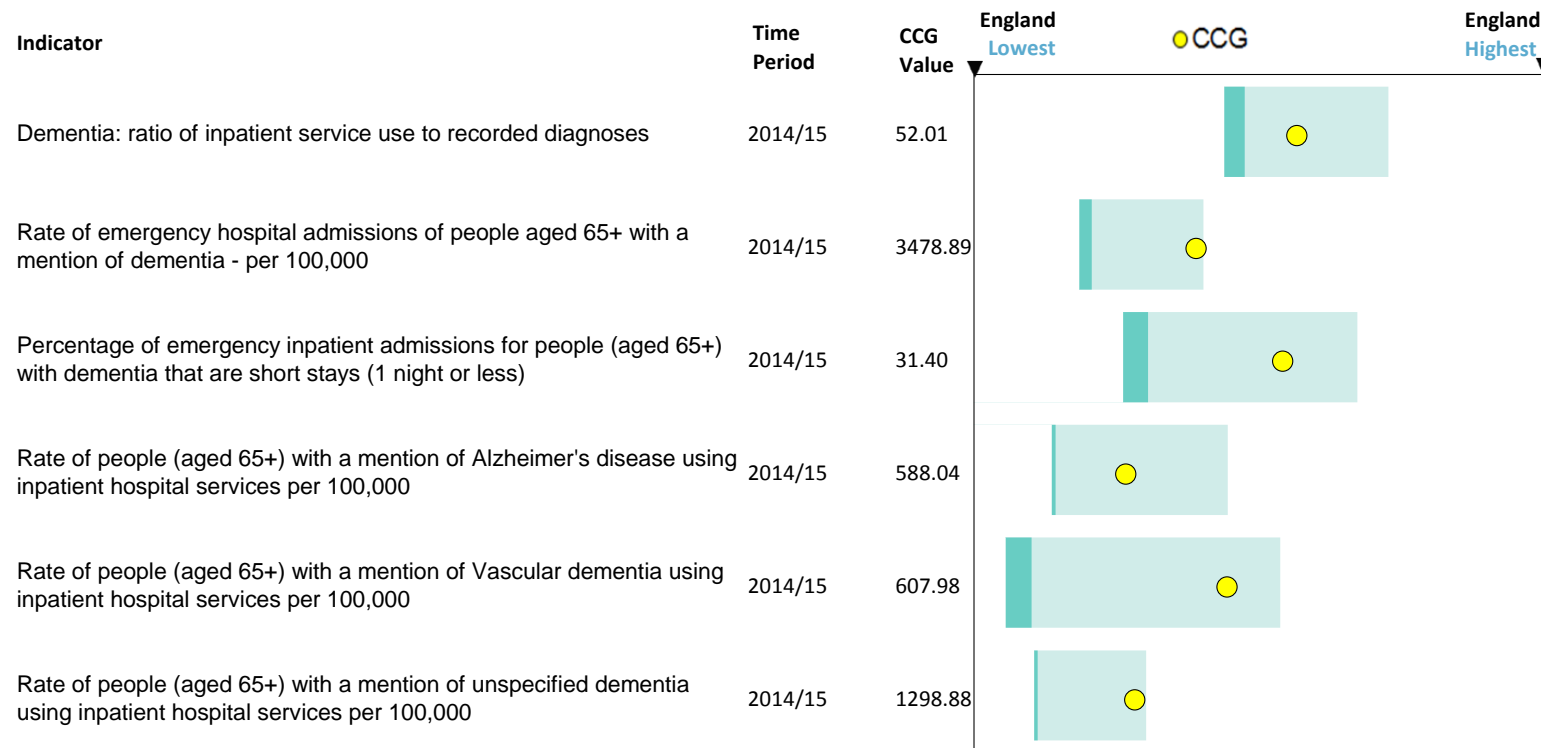 Indicator
Time
Period
CCG
Value
England
Lowest
CCG
England
Highest
Dementia: ratio of inpatient service use to recorded diagnoses
2014/15
52.01
Rate of emergency hospital admissions of people aged 65+ with a
mention of dementia - per 100,000
2014/15
3478.89
Percentage of emergency inpatient admissions for people (aged 65+)
with dementia that are short stays (1 night or less)
2014/15
31.40
Rate of people (aged 65+) with a mention of Alzheimer's disease using
inpatient hospital services per 100,000
2014/15
588.04
Rate of people (aged 65+) with a mention of Vascular dementia using
inpatient hospital services per 100,000
2014/15
607.98
Rate of people (aged 65+) with a mention of unspecified dementia
using inpatient hospital services per 100,000
2014/15
1298.88